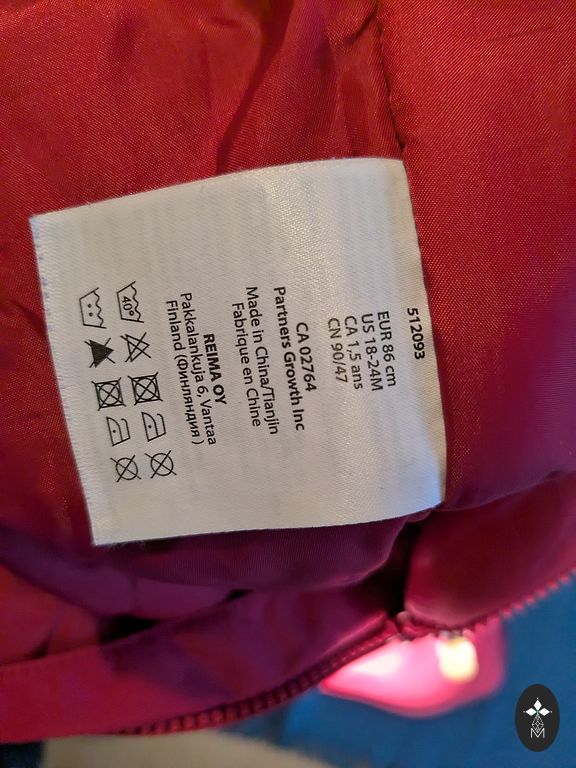 512093
EUR 86 cm
US 18-24M
CA 1,5 ans
CN 90/47
CA 02764
Partners Growth Inc
Made in China/Tianjin
Fabrique en Chine
REIMA OY
Pakkalankuja 6, Vantaa
Finland (Финляндия )
40°
M